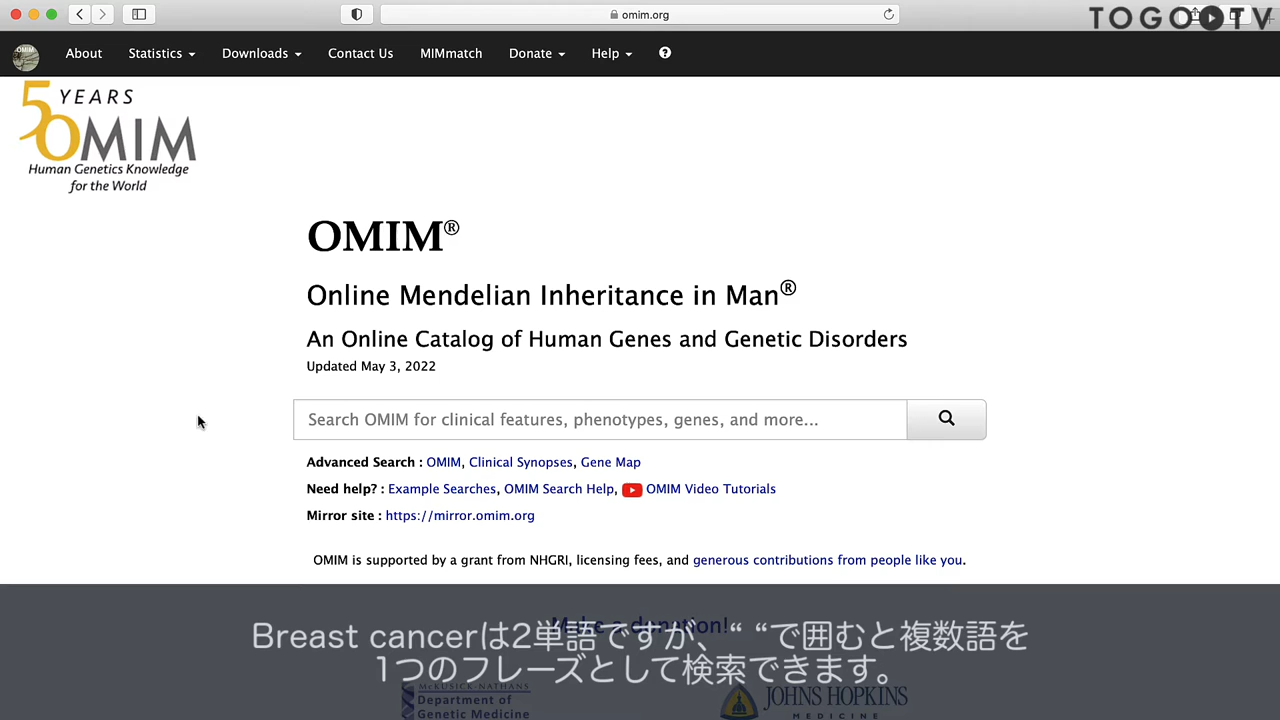 omim.org
TOGO TV
About Statistics Downloads Contact Us MIMmatch Donate Help
50 YEARS
OMIM
Human Genetics Knowledge
for the World
OMIM®
Online Mendelian Inheritance in Man®
An Online Catalog of Human Genes and Genetic Disorders
Updated May 3, 2022
Search OMIM for clinical features, phenotypes, genes, and more...
Advanced Search : OMIM, Clinical Synopses, Gene Map
Need help? : Example Searches, OMIM Search Help, OMIM Video Tutorials
Mirror site : https://mirror.omim.org
OMIM is supported by a grant from NHGRI, licensing fees, and generous contributions from people like you.
Make a donation!
Breast cancerは2単語ですが、“ “で囲むと複数語を
1つのフレーズとして検索できます。
MCKUSICK-NATHANS
Department of
Genetic Medicine
JOHNS HOPKINS
MEDICINE